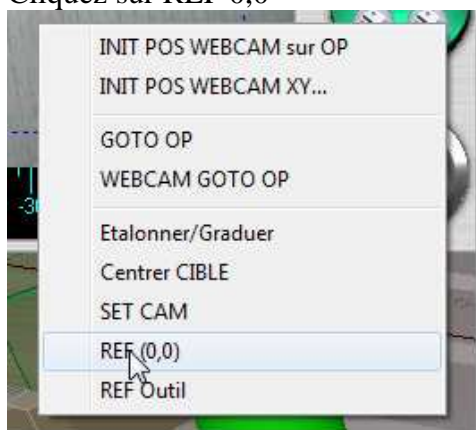 Cliquez sur REF 0,0
INIT POS WEBCAM sur OP
INIT POS WEBCAM XY...
GOTO OP
WEBCAM GOTO OP
-30
Etalonner/Graduer
Centrer CIBLE
SET CAM
REF (0,0)
REF Outil